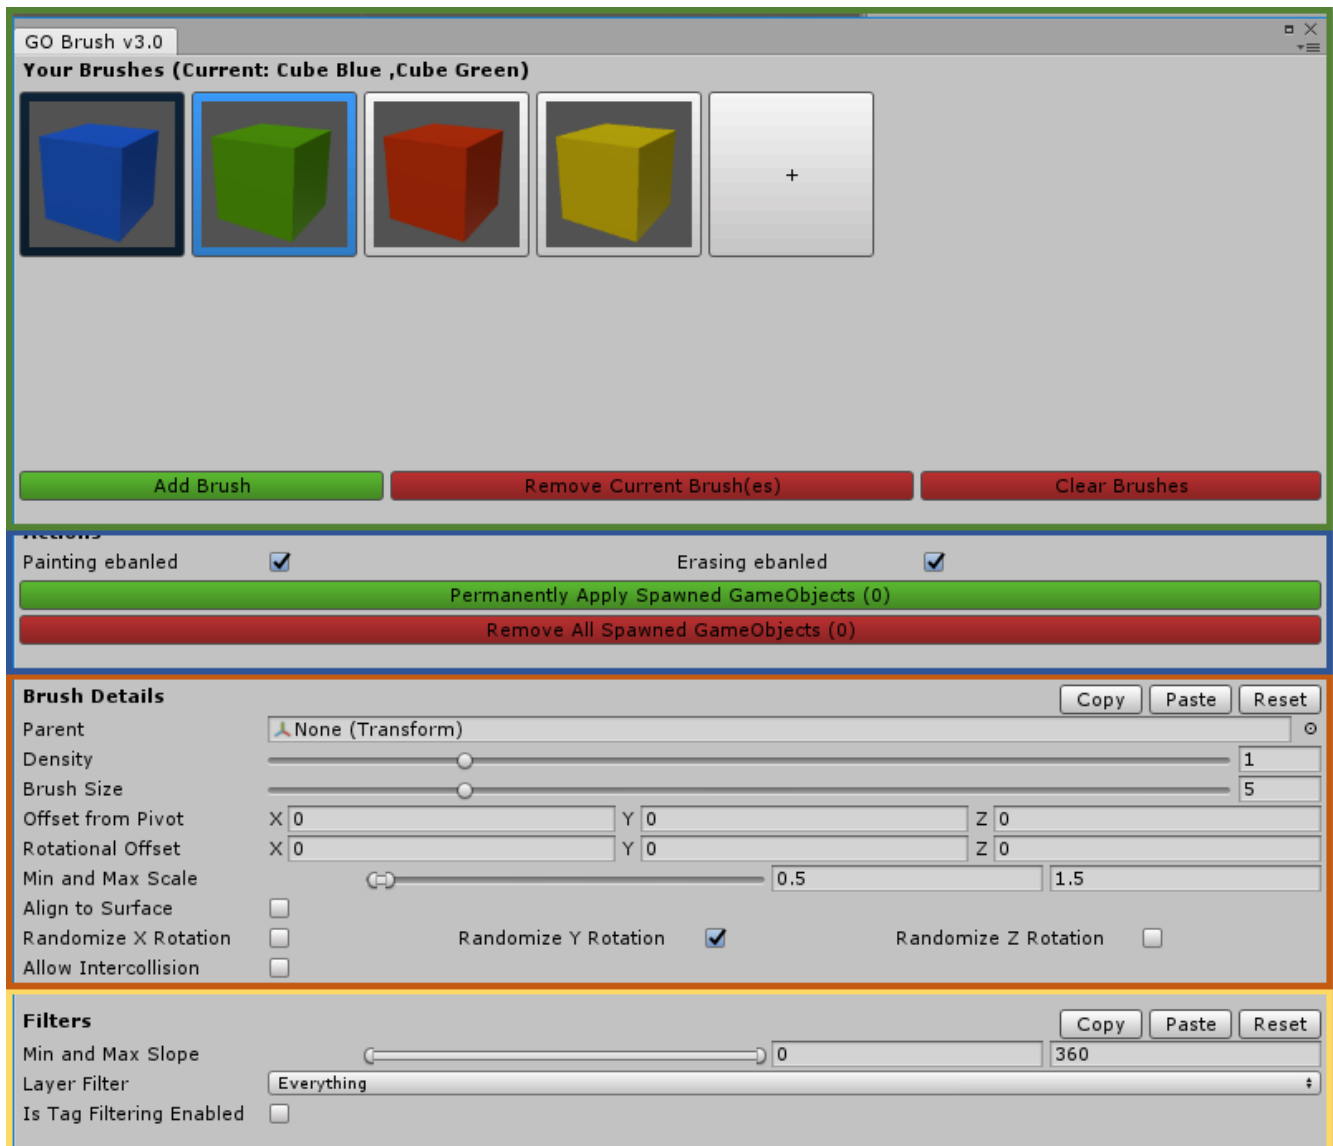 GO Brush v3.0
Your Brushes (Current: Cube Blue ,Cube Green)
+
Add Brush Remove Current Brush(es) Clear Brushes
Actions
Painting ebanled Erasing ebanled
Permanently Apply Spawned GameObjects (0)
Remove All Spawned GameObjects (0)
Brush Details Copy Paste Reset
Parent None (Transform)
Density 1
Brush Size 5
Offset from Pivot X 0 Y 0 Z 0
Rotational Offset X 0 Y 0 Z 0
Min and Max Scale 0.5 1.5
Align to Surface
Randomize X Rotation Randomize Y Rotation Randomize Z Rotation
Allow Intercollision
Filters Copy Paste Reset
Min and Max Slope 0 360
Layer Filter Everything
Is Tag Filtering Enabled